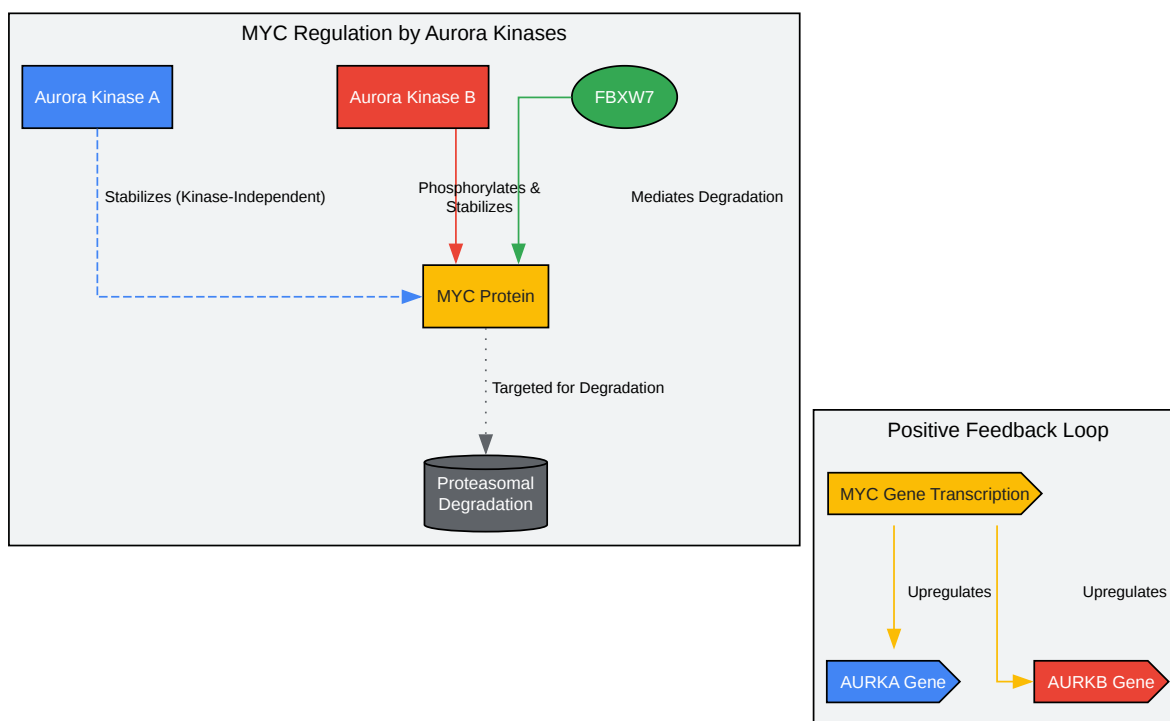 MYC Regulation by Aurora Kinases
Aurora Kinase A
Aurora Kinase B
FBXW7
Stabilizes (Kinase-Independent)
Phosphorylates &
Stabilizes
Mediates Degradation
MYC Protein
Targeted for Degradation
Proteasomal
Degradation
Positive Feedback Loop
MYC Gene Transcription
Upregulates
Upregulates
AURKA Gene
AURKB Gene